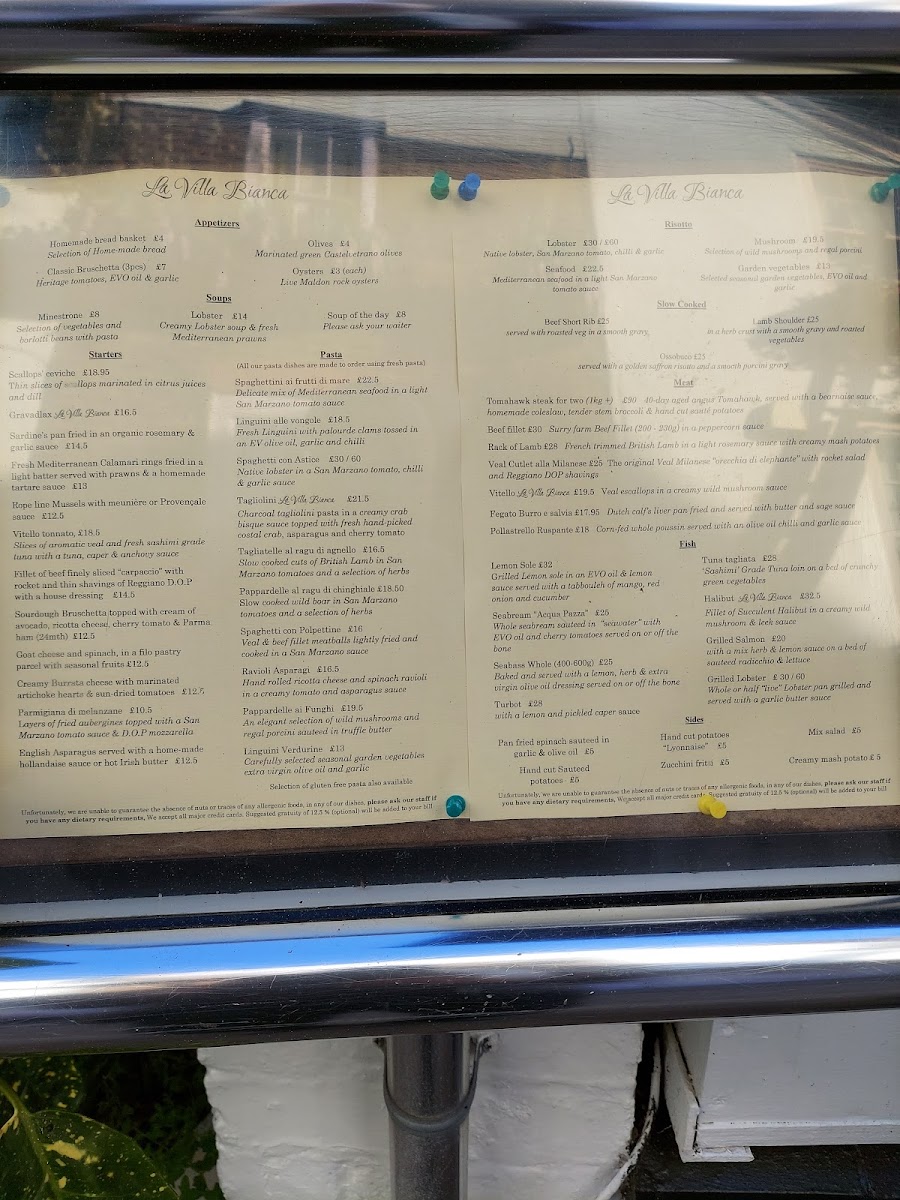 La Villa Bianca
Appetizers
Homemade bread basket £4
Selection of Home-made bread
Olives £4
Marinated green Castelvetrano olives
Classic Bruschetta (3pcs) £7
Heritage tomatoes, EVO oil & garlic
Oysters £3 (each)
Live Maldon rock oysters
Soups
Minestrone £8
Selection of vegetables and
borlotti beans with pasta
Lobster £14
Creamy Lobster soup & fresh
Mediterranean prawns
Soup of the day £8
Please ask your waiter
Starters
Scallops' ceviche £18.95
Thin slices of scallops marinated in citrus juices
and dill
Gravadlax La Villa Bianca £16.5
Sardine's pan fried in an organic rosemary &
garlic sauce £14.5
Fresh Mediterranean Calamari rings fried in a
light batter served with prawns & a homemade
tartare sauce £13
Rope line Mussels with meunière or Provençale
sauce £12.5
Vitello tonnato, £18.5
Slices of aromatic veal and fresh sashimi grade
tuna with a tuna, caper & anchovy sauce
Fillet of beef finely sliced "carpaccio" with
rocket and thin shavings of Reggiano D.O.P
with a house dressing £14.5
Sourdough Bruschetta topped with cream of
avocado, ricotta cheese, cherry tomato & Parma
ham (24mth) £12.5
Goat cheese and spinach, in a filo pastry
parcel with seasonal fruits £12.5
Creamy Burrata cheese with marinated
artichoke hearts & sun-dried tomatoes £12.5
Parmigiana di melanzane £10.5
Layers of fried aubergines topped with a San
Marzano tomato sauce & D.O.P mozzarella
English Asparagus served with a home-made
hollandaise sauce or hot Irish butter £12.5
Pasta
(All our pasta dishes are made to order using fresh pasta)
Spaghettini ai frutti di mare £22.5
Delicate mix of Mediterranean seafood in a light
San Marzano tomato sauce
Linguini alle vongole £18.5
Fresh Linguini with palourde clams tossed in
an EV olive oil, garlic and chilli
Spaghetti con Astice £30 / 60
Native lobster in a San Marzano tomato, chilli
& garlic sauce
Tagliolini La Villa Bianca £21.5
Charcoal tagliolini pasta in a creamy crab
bisque sauce topped with fresh hand-picked
costal crab, asparagus and cherry tomato
Tagliatelle al ragu di agnello £16.5
Slow cooked cuts of British Lamb in San
Marzano tomatoes and a selection of herbs
Pappardelle al ragu di chinghiale £18.50
Slow cooked wild boar in San Marzano
tomatoes and a selection of herbs
Spaghetti con Polpettine £16
Veal & beef fillet meatballs lightly fried and
cooked in a San Marzano sauce
Ravioli Asparagi £16.5
Hand rolled ricotta cheese and spinach ravioli
in a creamy tomato and asparagus sauce
Pappardelle ai Funghi £19.5
An elegant selection of wild mushrooms and
regal porcini sauteed in truffle butter
Linguini Verdurine £13
Carefully selected seasonal garden vegetables
extra virgin olive oil and garlic
Selection of gluten free pasta also available
Unfortunately, we are unable to guarantee the absence of nuts or traces of any allergenic foods, in any of our dishes, please ask our staff if
you have any dietary requirements, We accept all major credit cards. Suggested gratuity of 12.5 % (optional) will be added to your bill
La Villa Bianca
Risotto
Lobster £30 / £60
Native lobster, San Marzano tomato, chilli & garlic
Mushroom £19.5
Selection of wild mushrooms and regal porcini
Seafood £22.5
Mediterranean seafood in a light San Marzano
tomato sauce
Garden vegetables £13
Selected seasonal garden vegetables, EVO oil and
garlic
Slow Cooked
Beef Short Rib £25
served with roasted veg in a smooth gravy
Lamb Shoulder £25
in a herb crust with a smooth gravy and roasted
vegetables
Ossobuco £25
served with a golden saffron risotto and a smooth porcini gravy
Meat
Tomahawk steak for two (1kg +) £90 40-day aged angus Tomahawk, served with a bearnaise sauce,
homemade coleslaw, tender stem broccoli & hand cut sauté potatoes
Beef fillet £30 Surry farm Beef Fillet (200 - 230g) in a peppercorn sauce
Rack of Lamb £28 French trimmed British Lamb in a light rosemary sauce with creamy mash potatoes
Veal Cutlet alla Milanese £25 The original Veal Milanese "orecchia di elephante" with rocket salad
and Reggiano DOP shavings
Vitello La Villa Bianca £19.5 Veal escallops in a creamy wild mushroom sauce
Fegato Burro e salvia £17.95 Dutch calf's liver pan fried and served with butter and sage sauce
Pollastrello Ruspante £18 Corn-fed whole poussin served with an olive oil chilli and garlic sauce
Fish
Lemon Sole £32
Grilled Lemon sole in an EVO oil & lemon
sauce served with a tabbouleh of mango, red
onion and cucumber
Seabream "Acqua Pazza" £25
Whole seabream sauteed in "seawater" with
EVO oil and cherry tomatoes served on or off the
bone
Seabass Whole (400-600g) £25
Baked and served with a lemon, herb & extra
virgin olive oil dressing served on or off the bone
Turbot £28
with a lemon and pickled caper sauce
Tuna tagliata £28
'Sashimi' Grade Tuna loin on a bed of crunchy
green vegetables
Halibut La Villa Bianca £32.5
Fillet of Succulent Halibut in a creamy wild
mushroom & leek sauce
Grilled Salmon £20
with a mix herb & lemon sauce on a bed of
sauteed radicchio & lettuce
Grilled Lobster £ 30 / 60
Whole or half "live" Lobster pan grilled and
served with a garlic butter sauce
Sides
Pan fried spinach sauteed in
garlic & olive oil £5
Hand cut potatoes
"Lyonnaise" £5
Mix salad £5
Hand cut Sauteed
potatoes £5
Zucchini fritti £5
Creamy mash potato £ 5
Unfortunately, we are unable to guarantee the absence of nuts or traces of any allergenic foods, in any of our dishes, please ask our staff if
you have any dietary requirements, We accept all major credit cards. Suggested gratuity of 12.5 % (optional) will be added to your bill